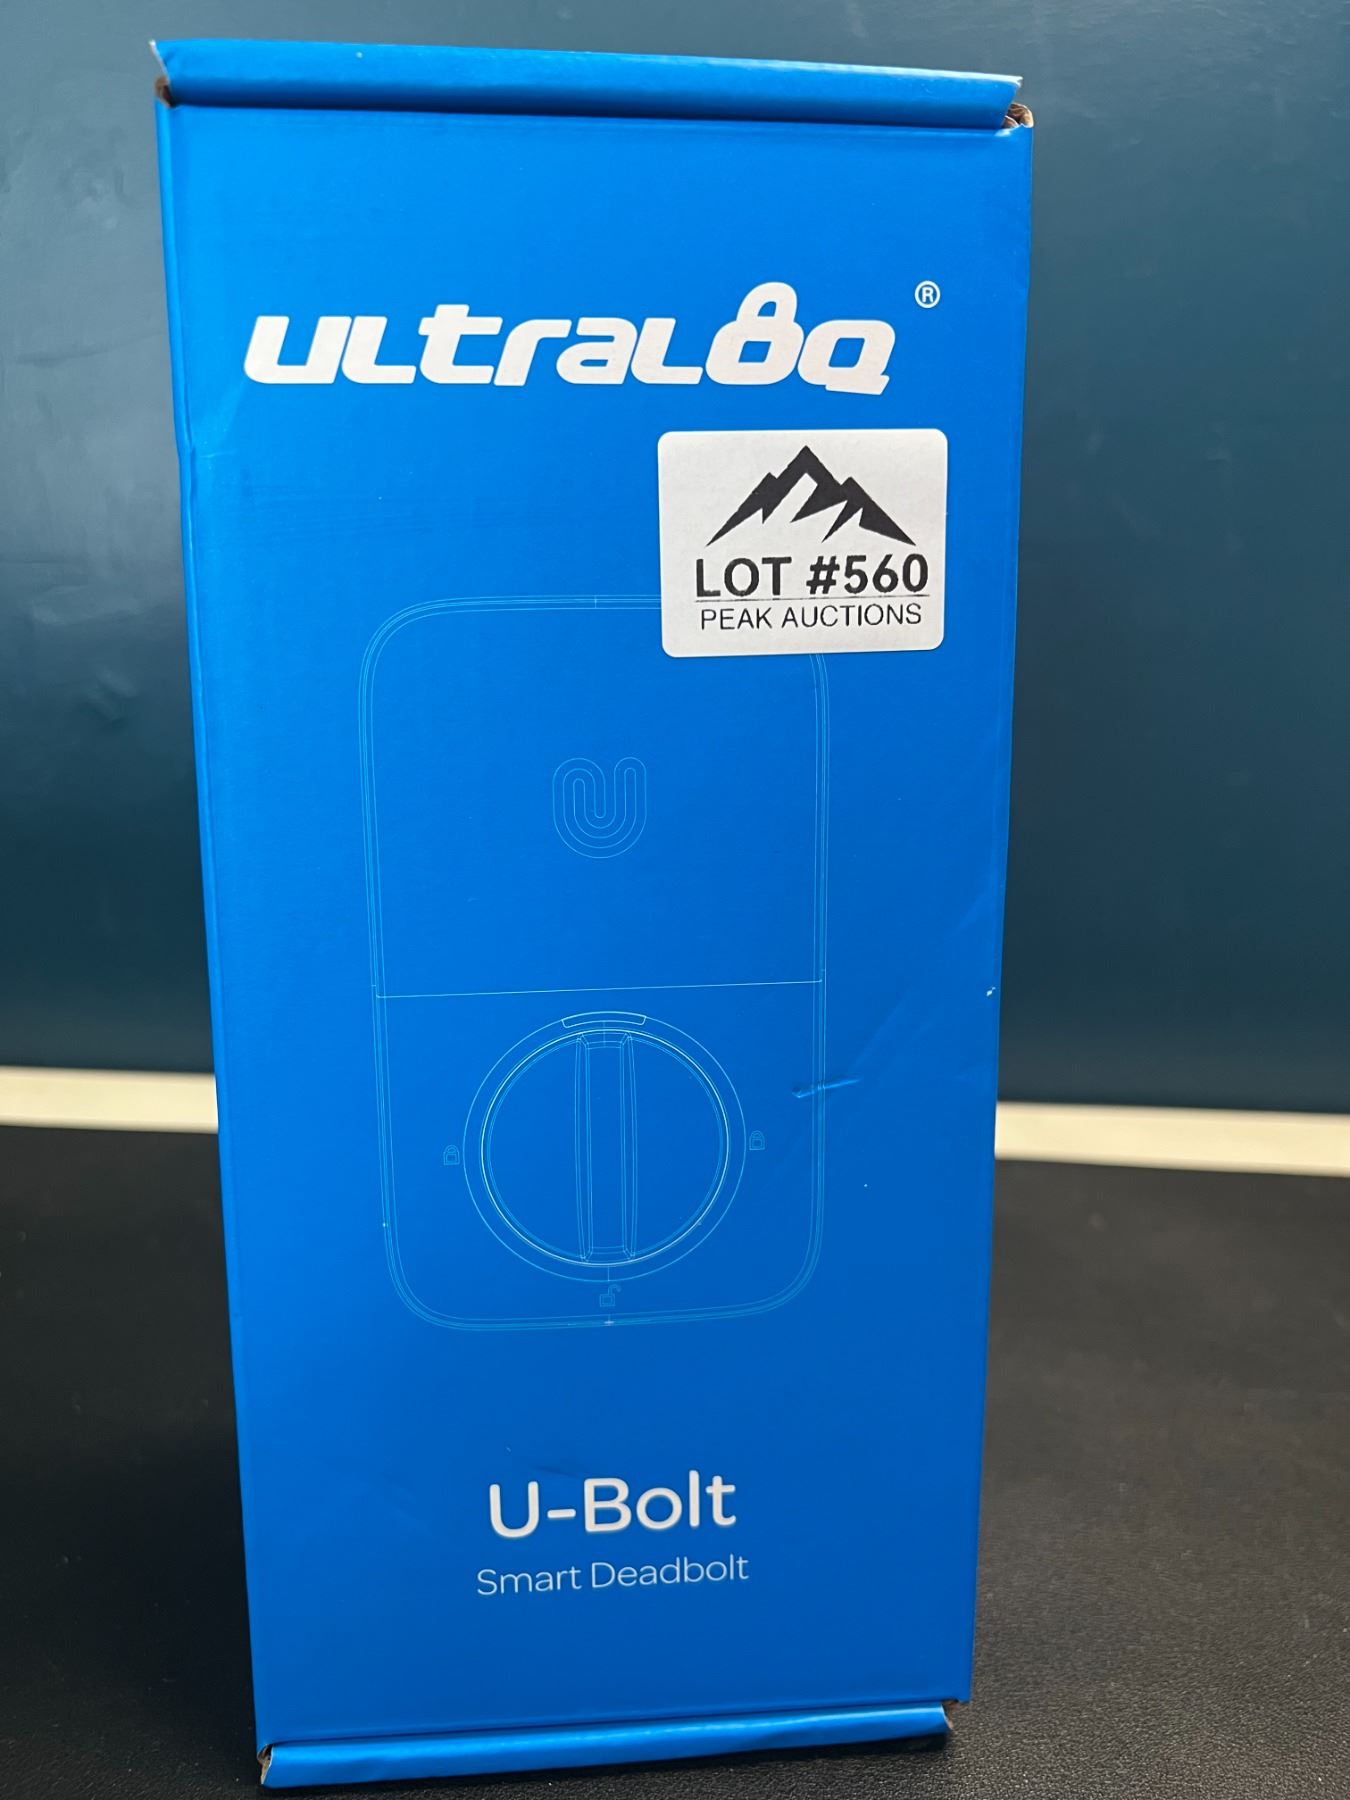 ULTRALOQ ®
LOT #560
PEAK AUCTIONS
U-Bolt
Smart Deadbolt